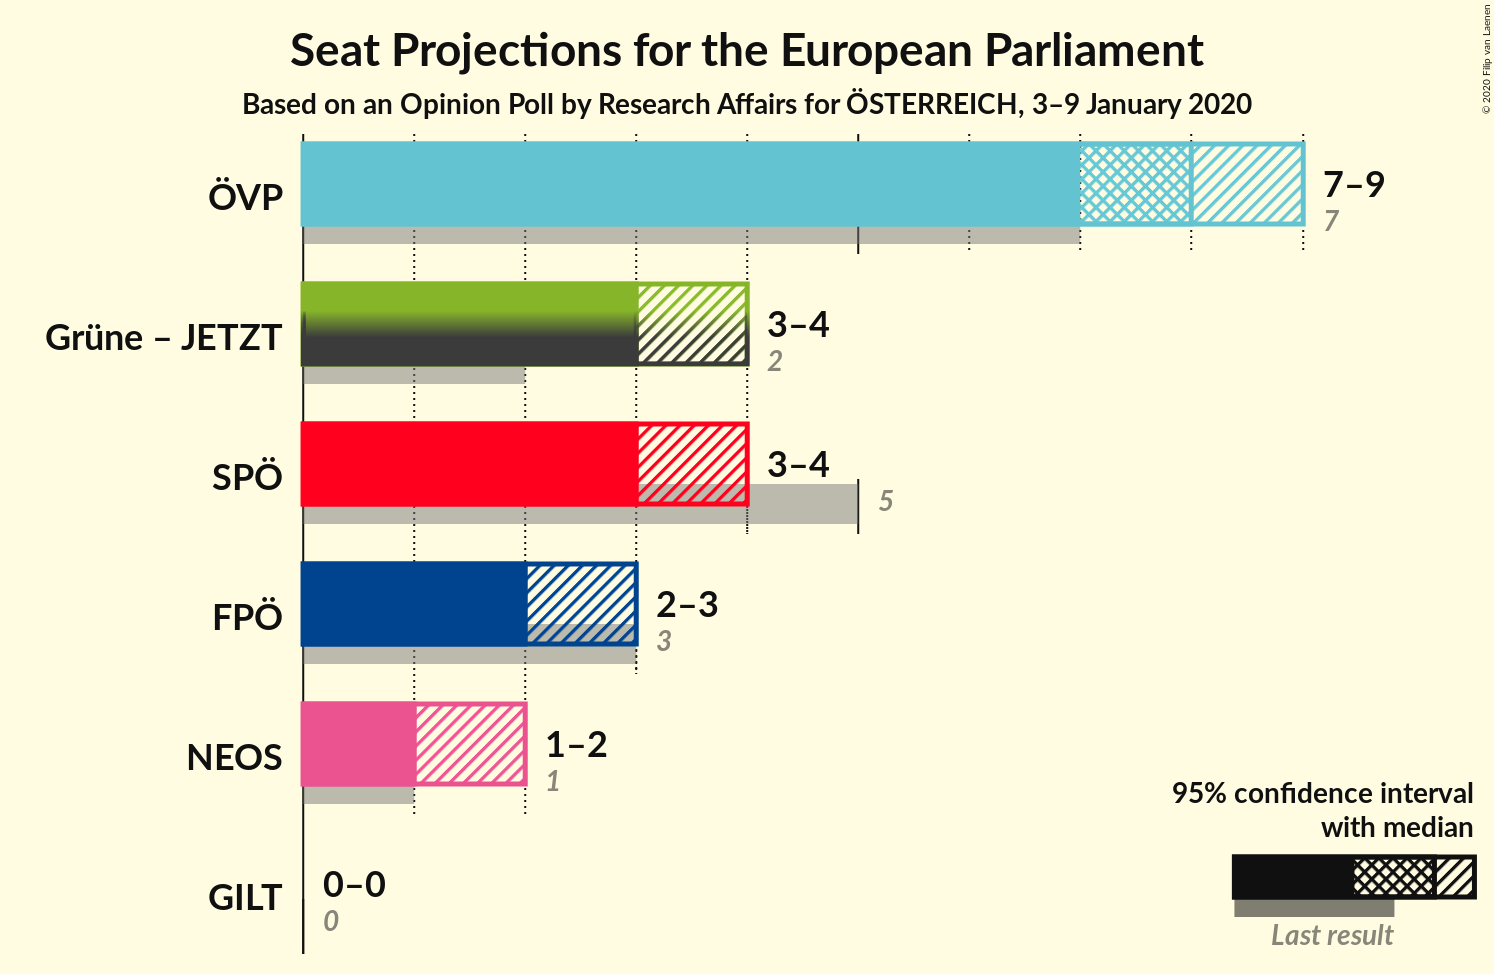 Seat Projections for the European Parliament
Based on an Opinion Poll by Research Affairs for ÖSTERREICH, 3–9 January 2020
© 2020 Filip van Laenen
ÖVP
7–9
7
Grüne – JETZT
3–4
2
SPÖ
3–4
5
FPÖ
2–3
3
NEOS
1–2
1
GILT
0–0
0
95% confidence interval
with median
Last result